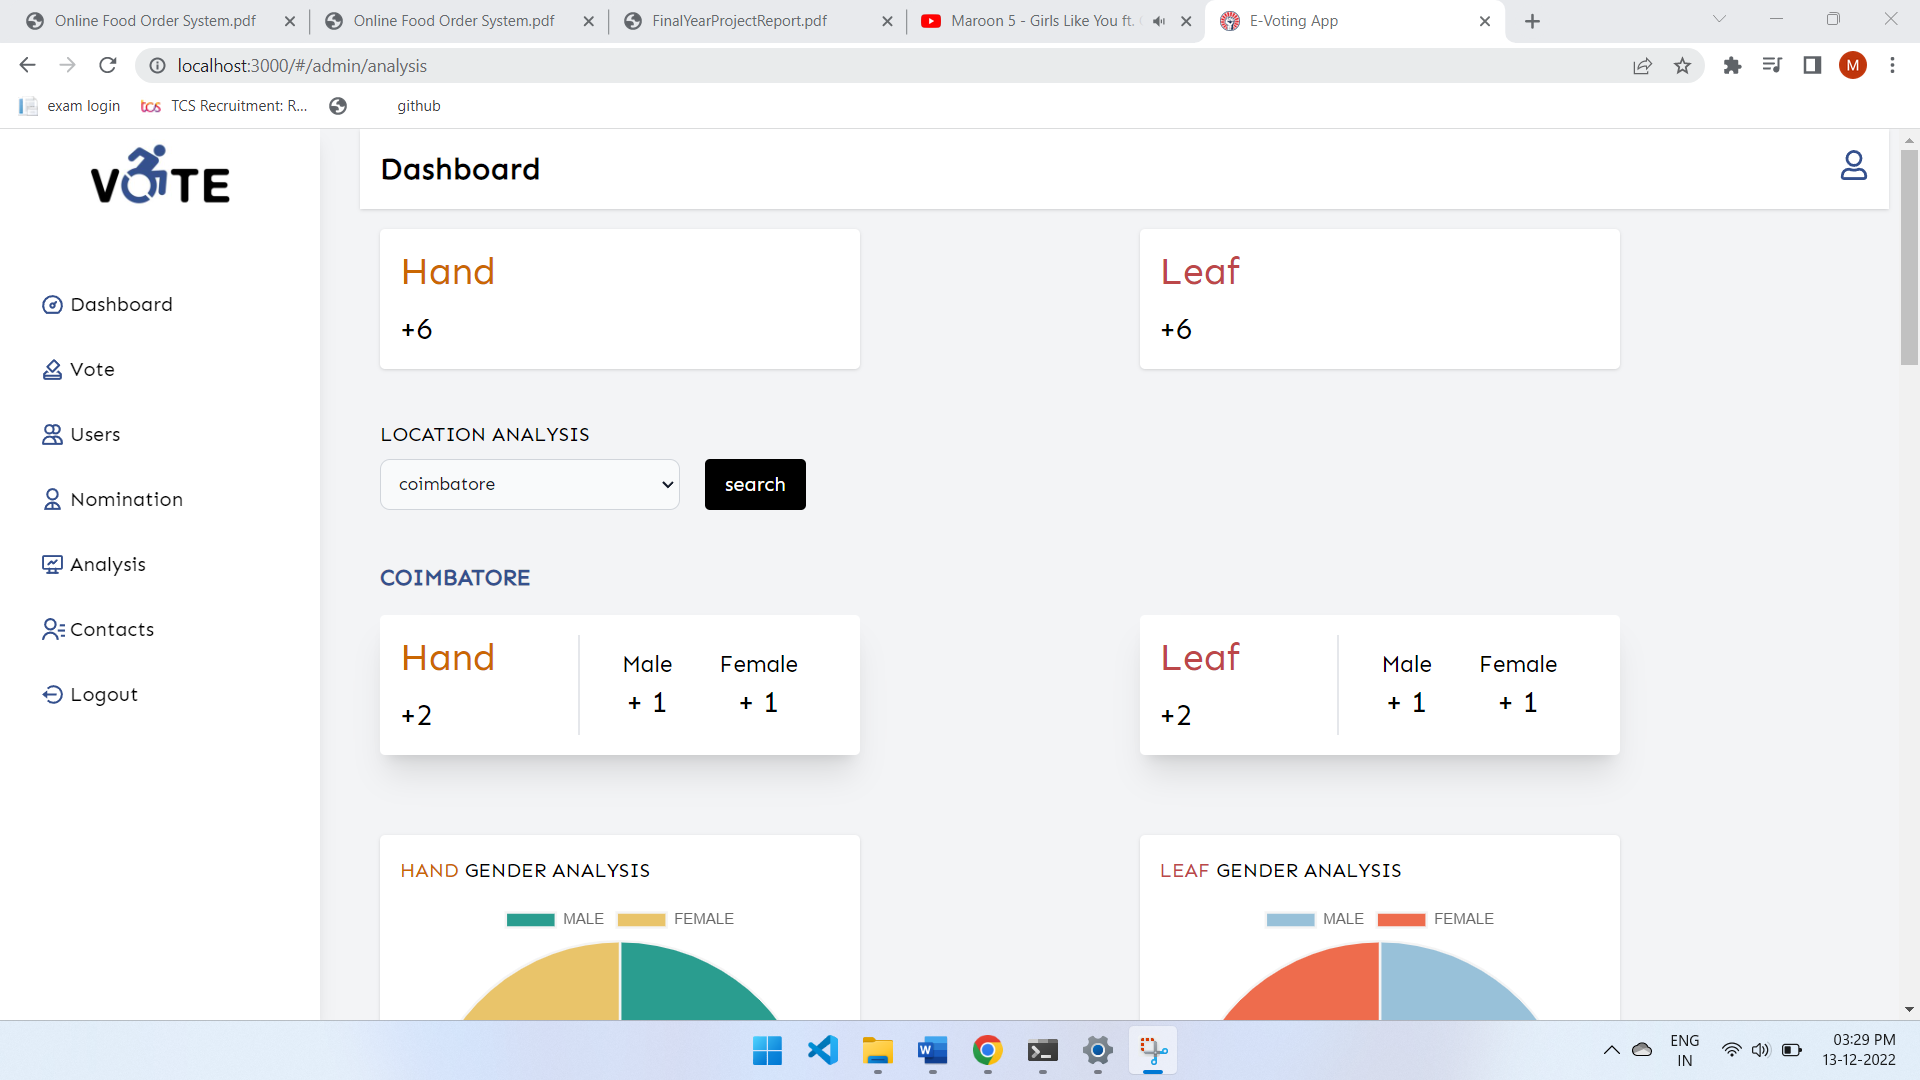 Online Food Order System.pdf
Online Food Order System.pdf
FinalYearProjectReport.pdf
Maroon 5 - Girls Like You ft.
E-Voting App
localhost:3000/#/admin/analysis
M
exam login
tcs TCS Recruitment: R...
github
VOTE
Dashboard
Dashboard
Vote
Users
Nomination
Analysis
Contacts
Logout
Hand
+6
Leaf
+6
LOCATION ANALYSIS
coimbatore
search
COIMBATORE
Hand
+2
Male
+ 1
Female
+ 1
Leaf
+2
Male
+ 1
Female
+ 1
HAND GENDER ANALYSIS
MALE FEMALE
LEAF GENDER ANALYSIS
MALE FEMALE
W
ENG
IN
03:29 PM
13-12-2022